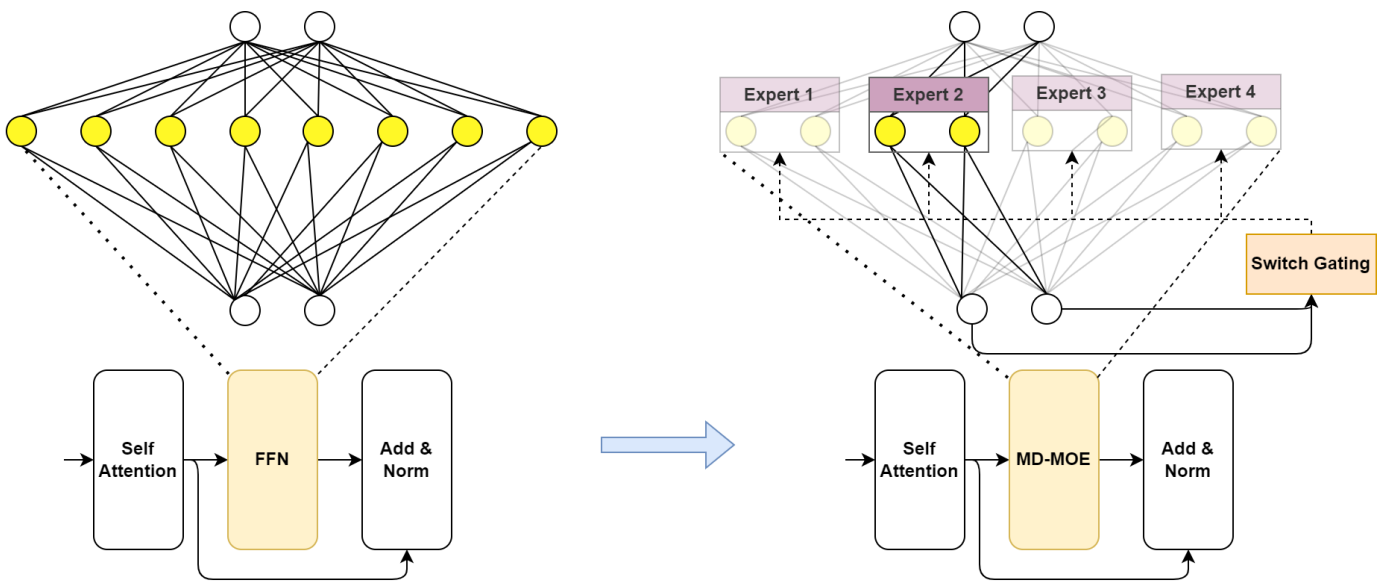 Expert 1
Expert 2
Expert 3
Expert 4
Switch Gating
Self
Attention
FFN
Add &
Norm
Self
Attention
MD-MOE
Add &
Norm